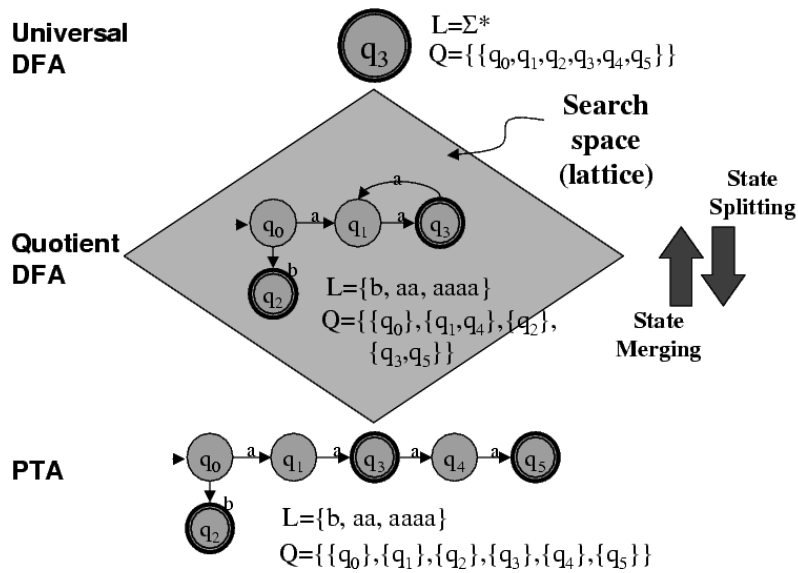 Universal
DFA
q3
L=Σ*
Q={{q0,q1,q2,q3,q4,q5}}
Search
space
(lattice)
State
Splitting
State
Merging
Quotient
DFA
a
q0 a q1 a q3
b
q2
L={b, aa, aaaa}
Q={{q0},{q1,q4},{q2},
{q3,q5}}
PTA
q0 a q1 a q3 a q4 a q5
b
q2
L={b, aa, aaaa}
Q={{q0},{q1},{q2},{q3},{q4},{q5}}